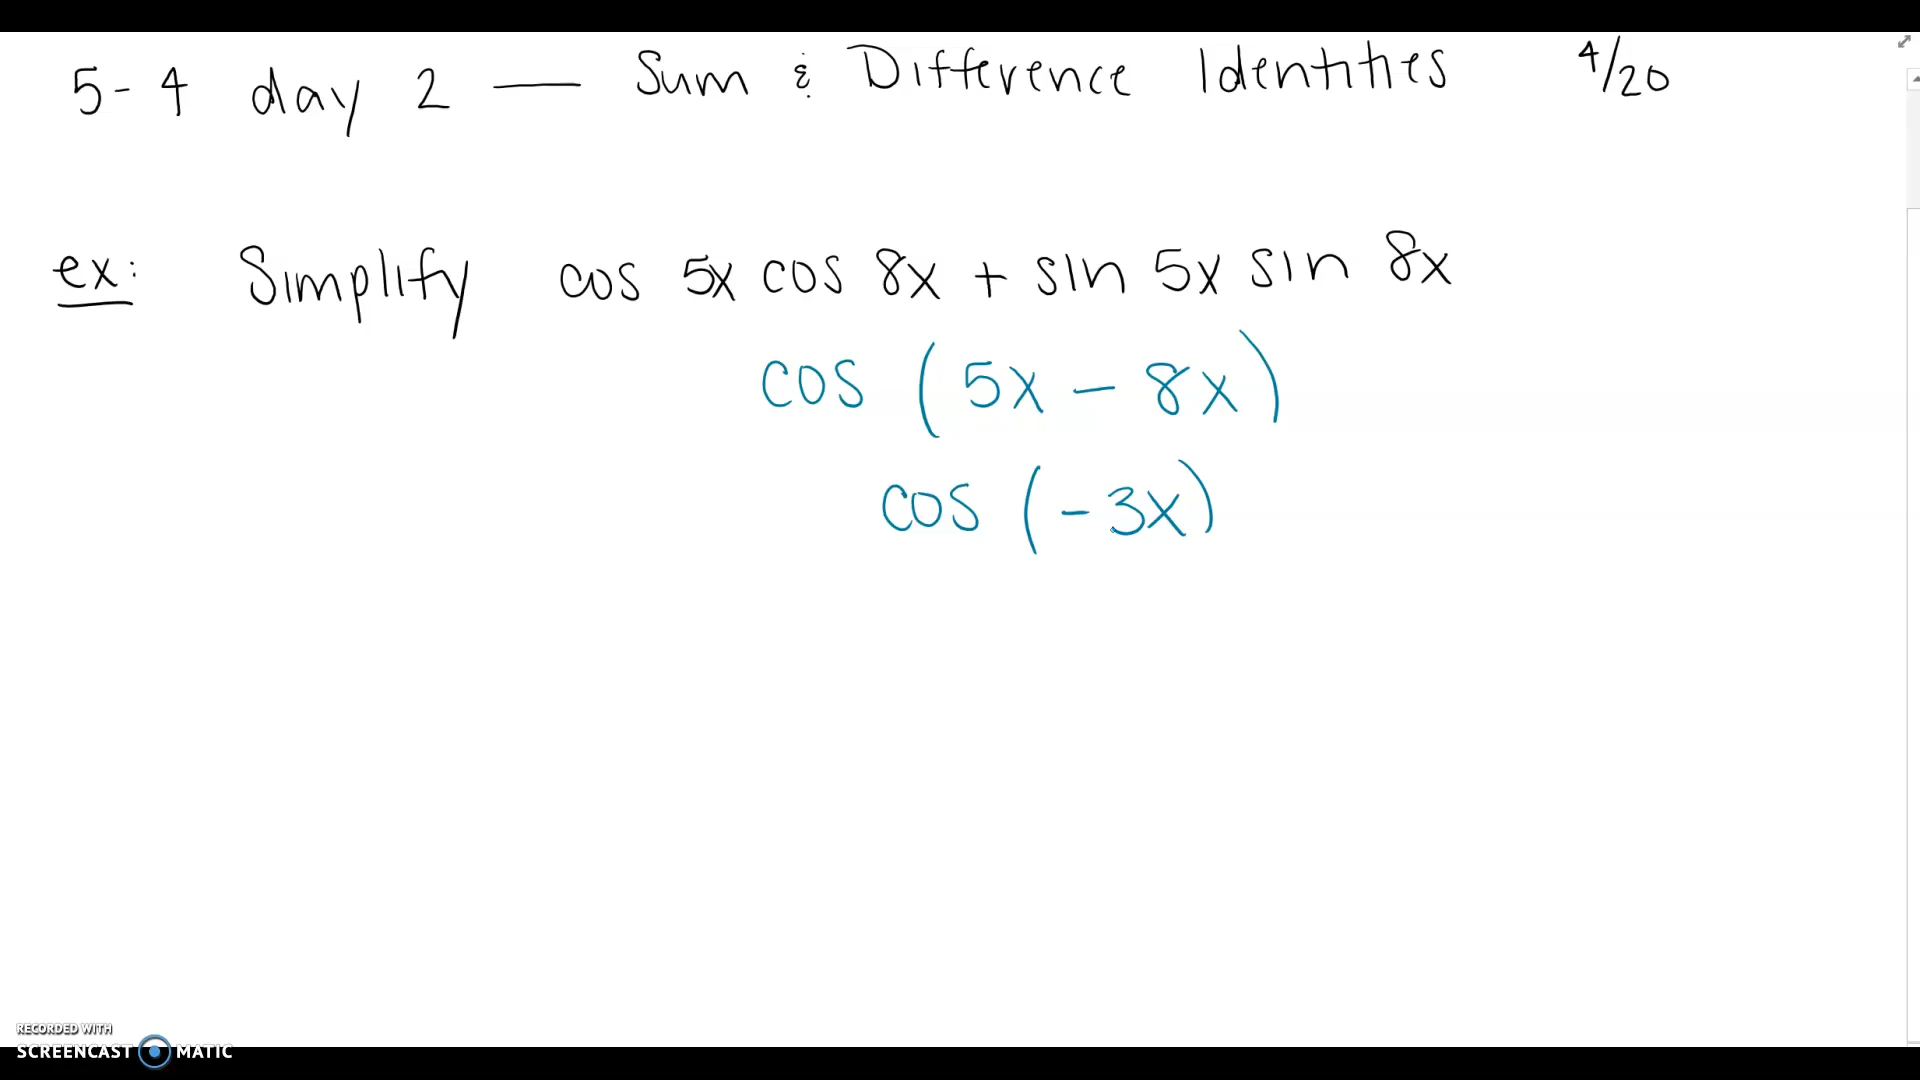 5-4 day 2 — Sum & Difference Identities 4/20
ex: Simplify cos 5x cos 8x + sin 5x sin 8x
cos (5x - 8x)
cos (-3x)
RECORDED WITH
SCREENCAST MATIC